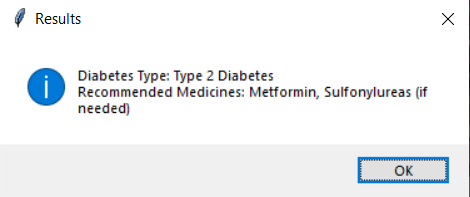 Results
Diabetes Type: Type 2 Diabetes
Recommended Medicines: Metformin, Sulfonylureas (if
needed)
OK